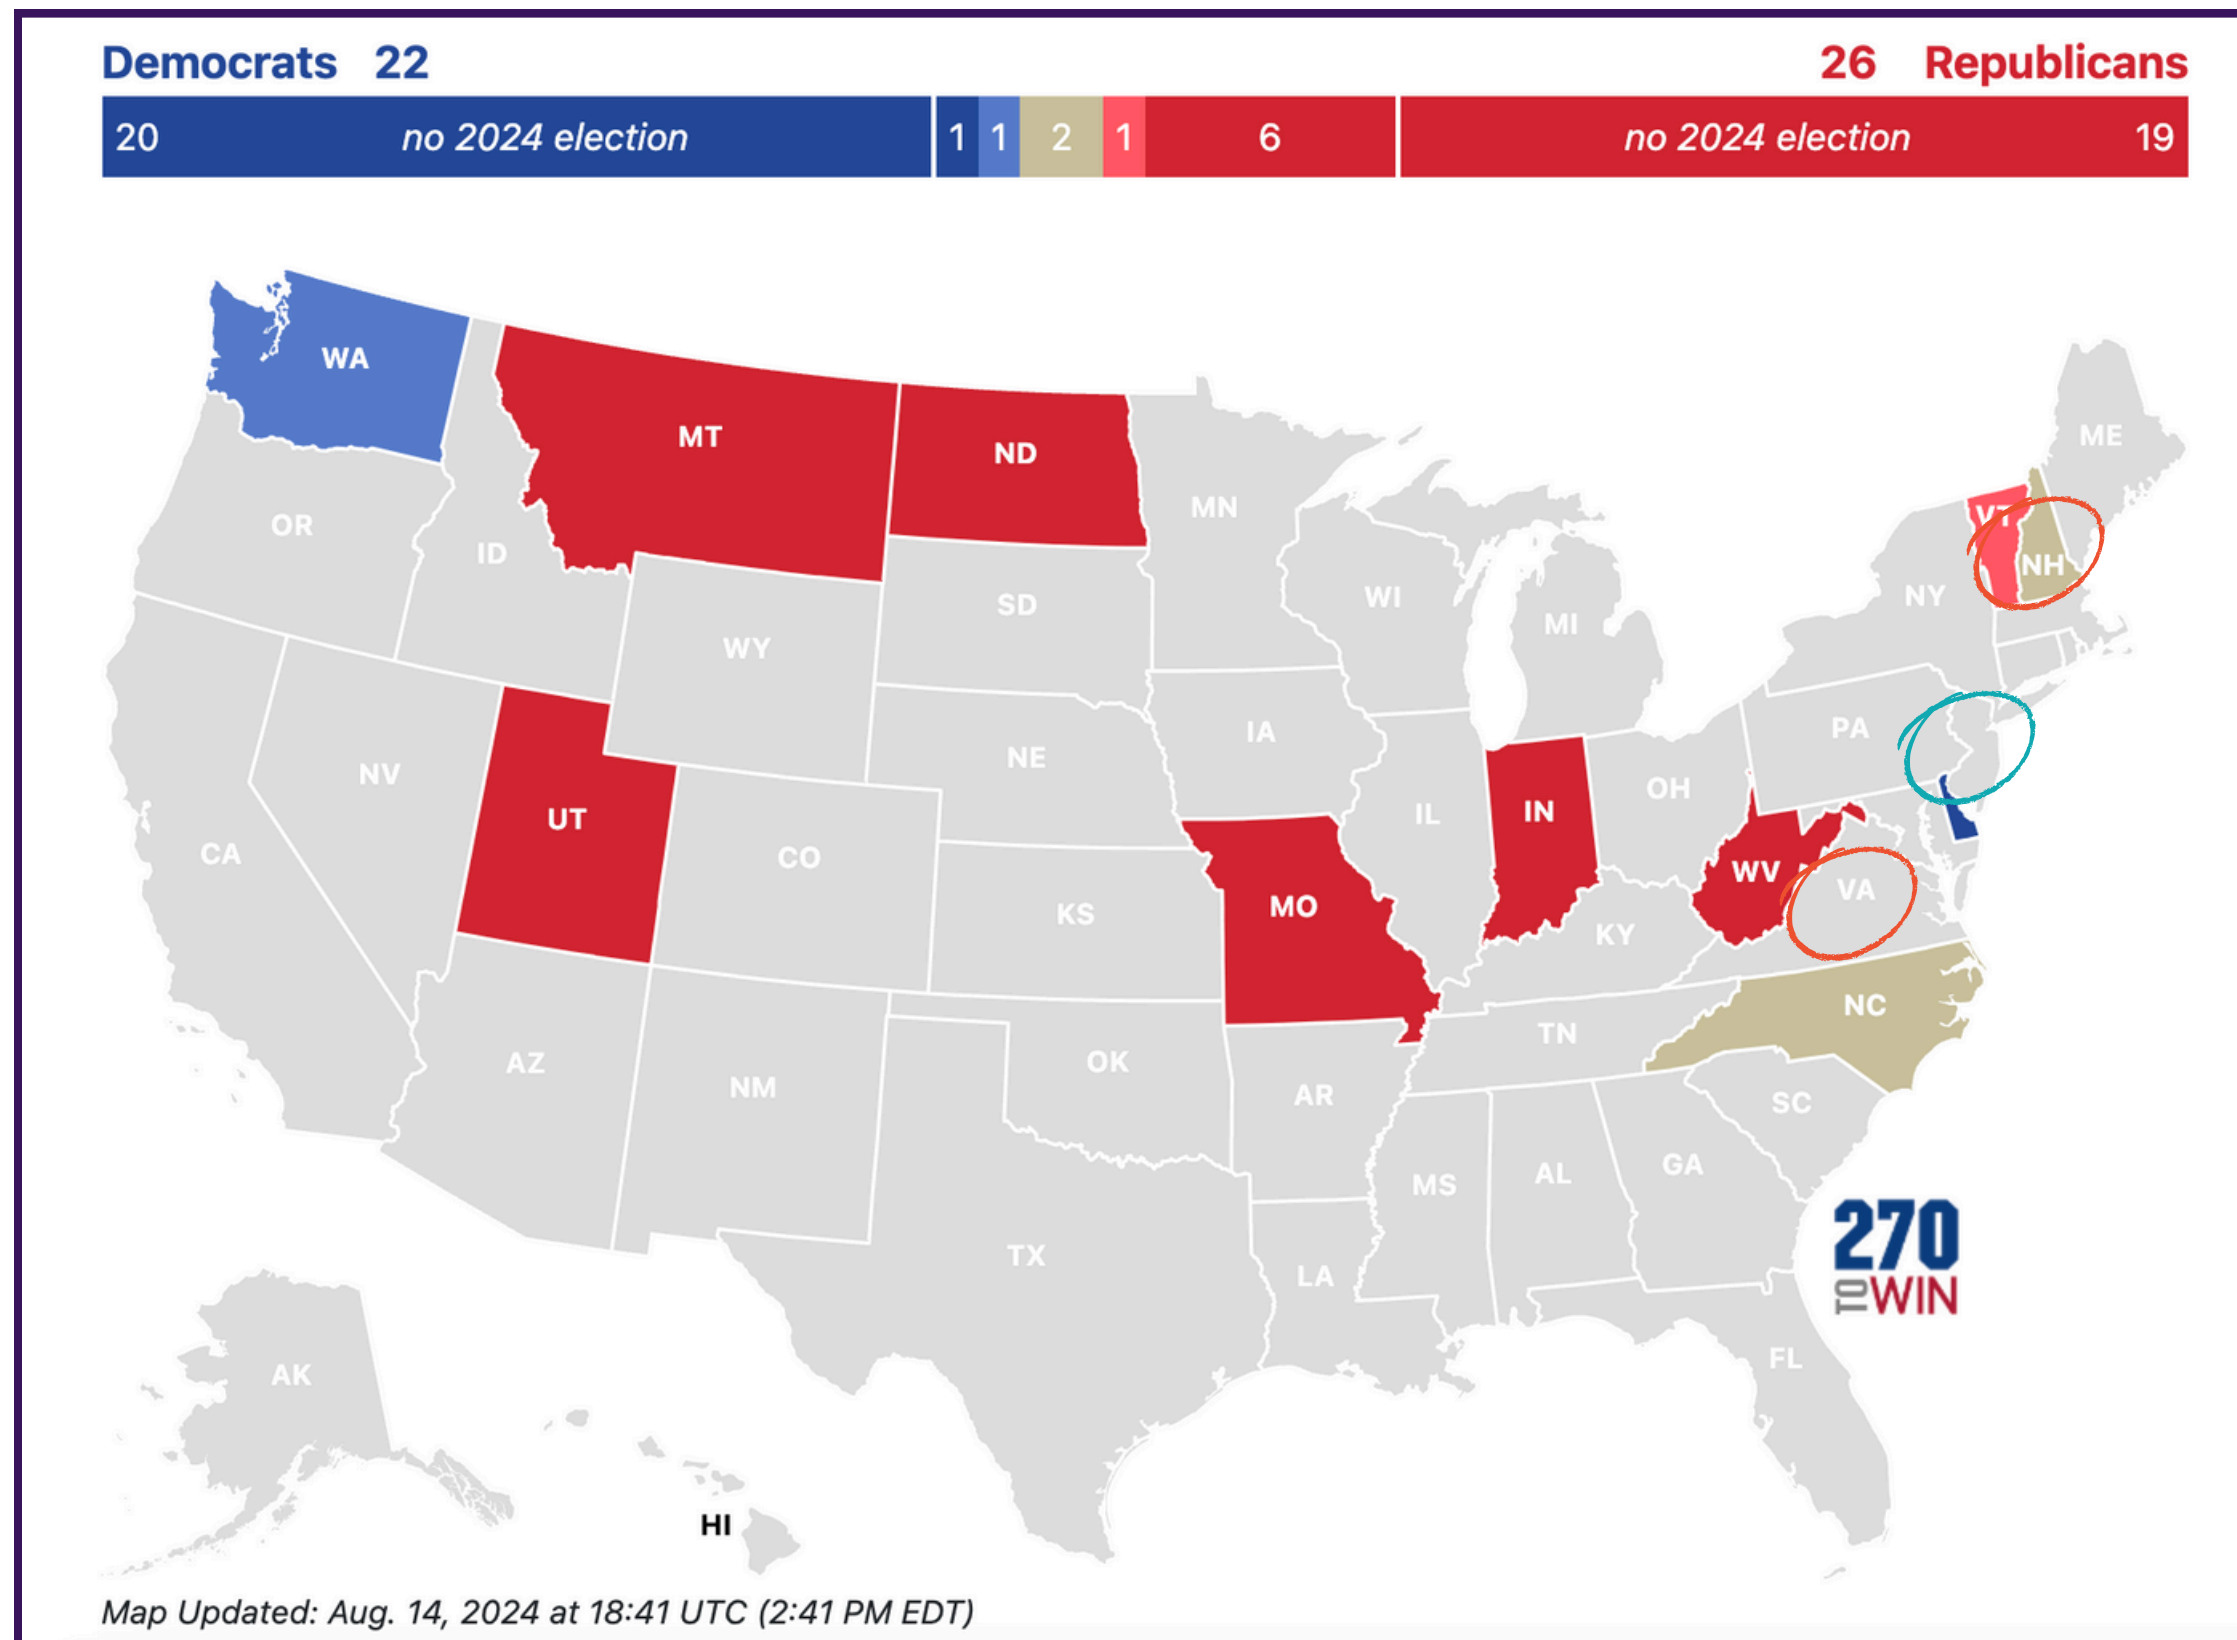 Democrats 22
26 Republicans
20 no 2024 election 1 1 2 1 6 no 2024 election 19
WA
MT
ND
ME
VT
MN
OR
ID
NH
WI
NY
SD
MI
WY
PA
IA
NE
NV
OH
UT
IN
IL
CO
CA
WV
VA
MO
KS
KY
NC
TN
OK
AZ
NM
AR
SC
GA
AL
MS
270
TO WIN
TX
LA
FL
AK
HI
Map Updated: Aug. 14, 2024 at 18:41 UTC (2:41 PM EDT)